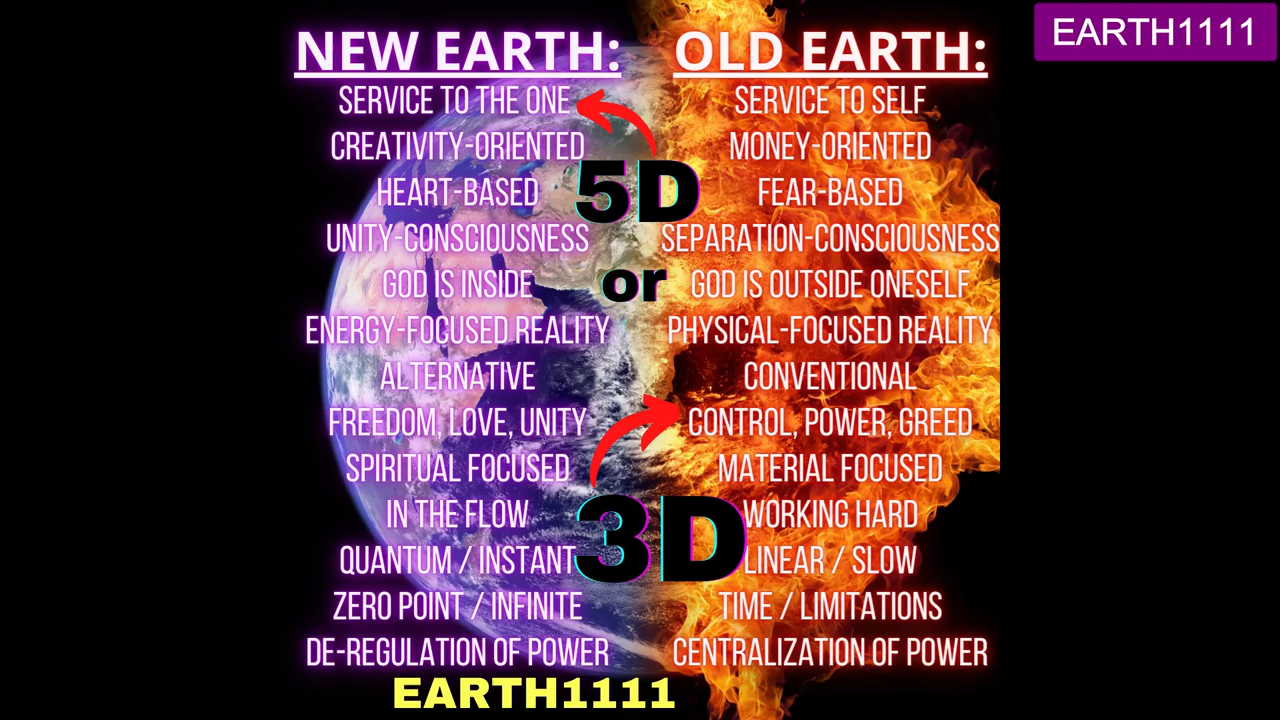 EARTH1111
NEW EARTH:
SERVICE TO THE ONE
CREATIVITY-ORIENTED
HEART-BASED
UNITY-CONSCIOUSNESS
GOD IS INSIDE
ENERGY-FOCUSED REALITY
ALTERNATIVE
FREEDOM, LOVE, UNITY
SPIRITUAL FOCUSED
IN THE FLOW
QUANTUM / INSTANT
ZERO POINT / INFINITE
DE-REGULATION OF POWER
5D
or
3D
OLD EARTH:
SERVICE TO SELF
MONEY-ORIENTED
FEAR-BASED
SEPARATION-CONSCIOUSNESS
GOD IS OUTSIDE ONESELF
PHYSICAL-FOCUSED REALITY
CONVENTIONAL
CONTROL, POWER, GREED
MATERIAL FOCUSED
WORKING HARD
LINEAR / SLOW
TIME / LIMITATIONS
CENTRALIZATION OF POWER
EARTH1111